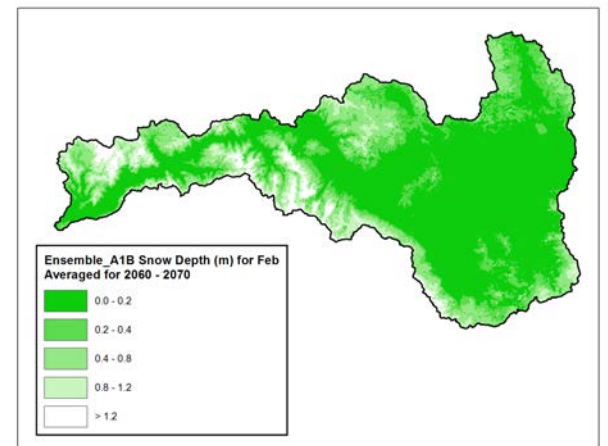 Ensemble_A1B Snow Depth (m) for Feb
Averaged for 2060 - 2070
0.0 - 0.2
0.2 - 0.4
0.4 - 0.8
0.8 - 1.2
> 1.2